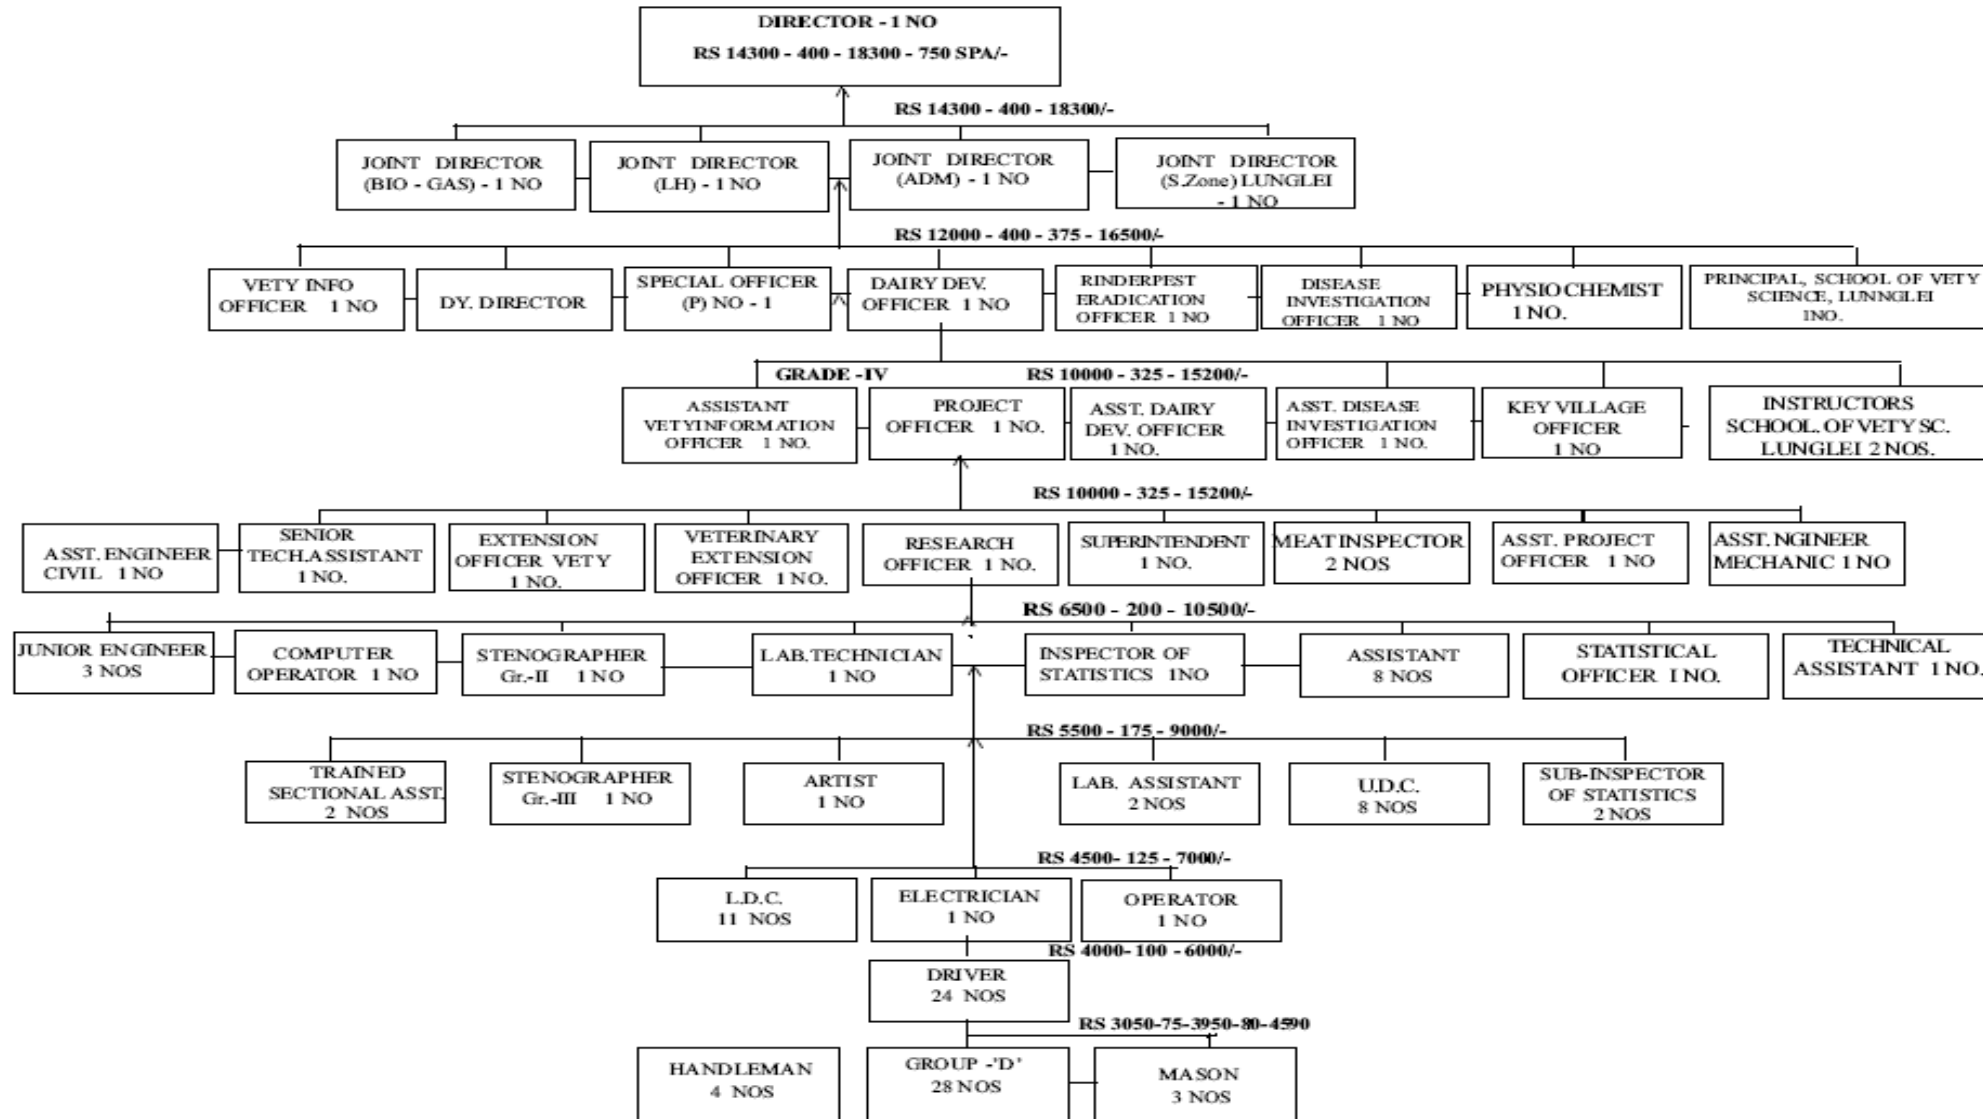 DIRECTOR - 1 NO
RS 14300 - 400 - 18300 - 750 SPA/-
RS 14300 - 400 - 18300/-
JOINT DIRECTOR
(BIO - GAS) - 1 NO
JOINT DIRECTOR
(LH) - 1 NO
JOINT DIRECTOR
(ADM) - 1 NO
JOINT DIRECTOR
(S.Zone) LUNGLEI
- 1 NO
RS 12000 - 400 - 375 - 16500/-
VETY INFO
OFFICER 1 NO
DY. DIRECTOR
SPECIAL OFFICER
(P) NO - 1
DAIRY DEV.
OFFICER 1 NO
RINDERPEST
ERADICATION
OFFICER 1 NO
DISEASE
INVESTIGATION
OFFICER 1 NO
PHYSIOCHEMIST
1 NO.
PRINCIPAL, SCHOOL OF VETY
SCIENCE, LUNNGLEI
1NO.
GRADE -IV
RS 10000 - 325 - 15200/-
ASSISTANT
VETYINFORMATION
OFFICER 1 NO.
PROJECT
OFFICER 1 NO.
ASST. DAIRY
DEV. OFFICER
1 NO.
ASST. DISEASE
INVESTIGATION
OFFICER 1 NO.
KEY VILLAGE
OFFICER
1 NO
INSTRUCTORS
SCHOOL. OF VETY SC.
LUNGLEI 2 NOS.
RS 10000 - 325 - 15200/-
ASST. ENGINEER
CIVIL 1 NO
SENIOR
TECH.ASSISTANT
1 NO.
EXTENSION
OFFICER VETY
1 NO.
VETERINARY
EXTENSION
OFFICER 1 NO.
RESEARCH
OFFICER 1 NO.
SUPERINTENDENT
1 NO.
MEAT INSPECTOR
2 NOS
ASST. PROJECT
OFFICER 1 NO
ASST. NGINEER
MECHANIC 1 NO
RS 6500 - 200 - 10500/-
JUNIOR ENGINEER
3 NOS
COMPUTER
OPERATOR 1 NO
STENOGRAPHER
Gr.-II 1 NO
LAB. TECHNICIAN
1 NO
INSPECTOR OF
STATISTICS 1NO
ASSISTANT
8 NOS
STATISTICAL
OFFICER 1 NO.
TECHNICAL
ASSISTANT 1 NO.
RS 5500 - 175 - 9000/-
TRAINED
SECTIONAL ASST.
2 NOS
STENOGRAPHER
Gr.-III 1 NO
ARTIST
1 NO
LAB. ASSISTANT
2 NOS
U.D.C.
8 NOS
SUB-INSPECTOR
OF STATISTICS
2 NOS
RS 4500- 125 - 7000/-
L.D.C.
11 NOS
ELECTRICIAN
1 NO
OPERATOR
1 NO
RS 4000- 100 - 6000/-
DRIVER
24 NOS
RS 3050-75-3950-80-4590
HANDLEMAN
4 NOS
GROUP -'D'
28 NOS
MASON
3 NOS